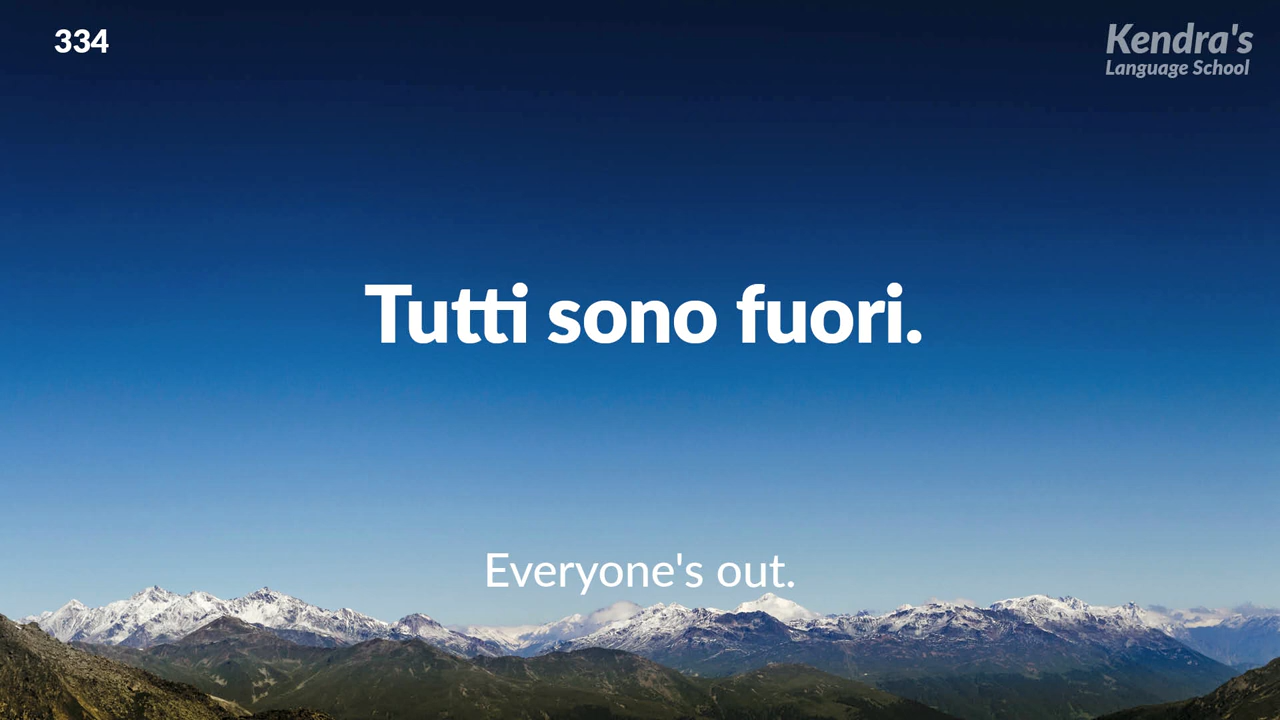 334
Kendra's
Language School
Tutti sono fuori.
Everyone's out.